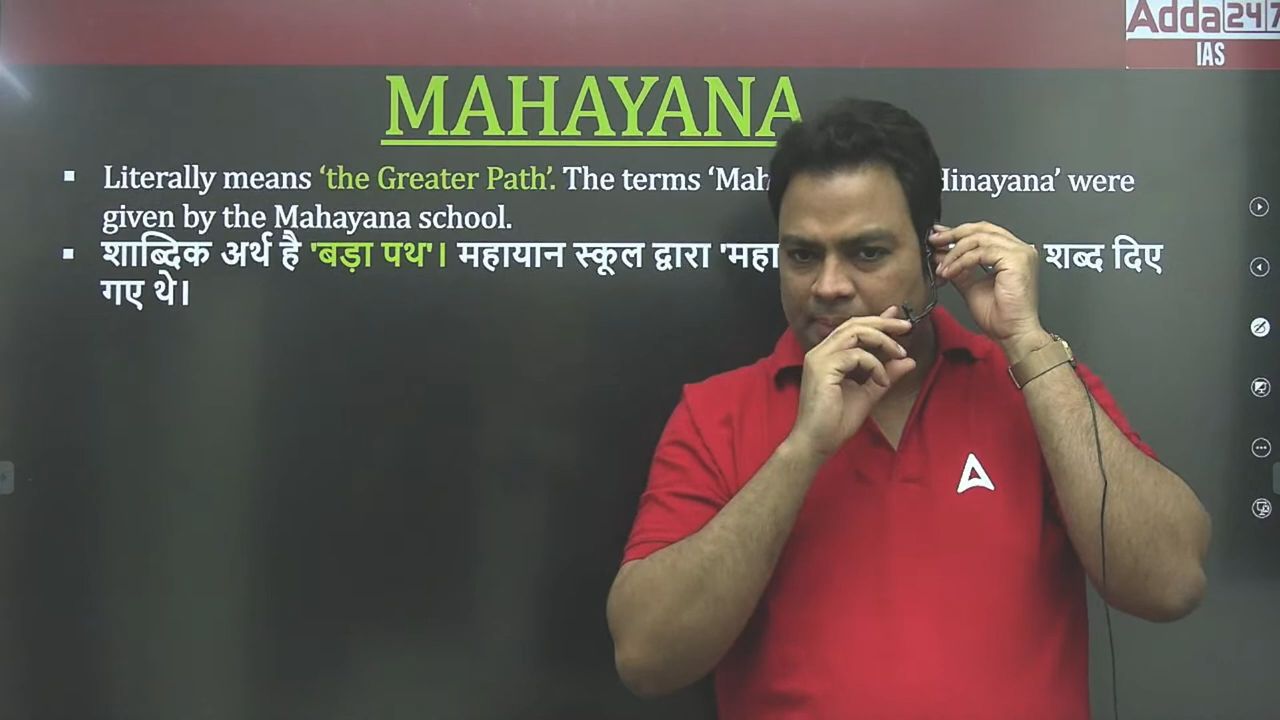 Adda247
IAS
MAHAYANA
Literally means ‘the Greater Path’. The terms ‘Mah Hinayana’ were
given by the Mahayana school.
शाब्दिक अर्थ है 'बड़ा पथ'। महायान स्कूल द्वारा 'महा शब्द दिए
गए थे।